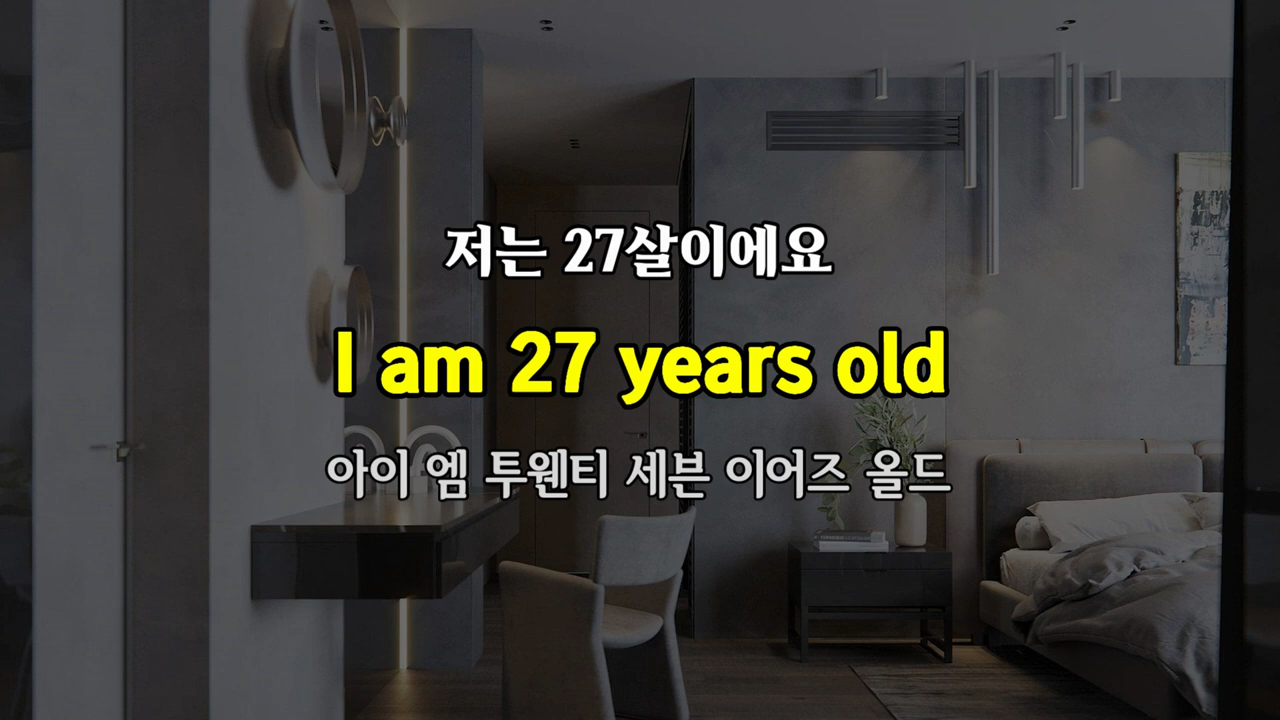 저는 27살이에요
I am 27 years old
아이 엠 투웬티 세븐 이어즈 올드